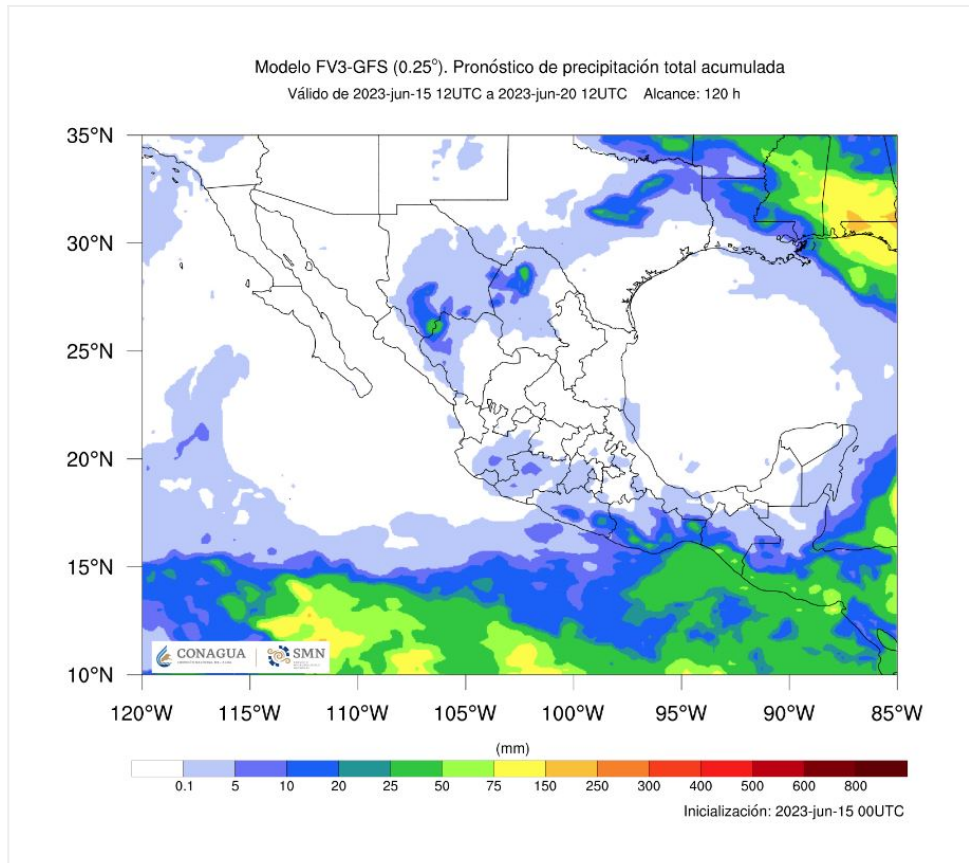 Modelo FV3-GFS (0.25°). Pronóstico de precipitación total acumulada
Válido de 2023-jun-15 12UTC a 2023-jun-20 12UTC Alcance: 120 h
35°N
30°N
25°N
20°N
15°N
10°N
CONAGUA
SMN
120°W 115°W 110°W 105°W 100°W 95°W 90°W 85°W
(mm)
0.1 5 10 20 25 50 75 150 250 300 400 500 600 800
Inicialización: 2023-jun-15 00UTC